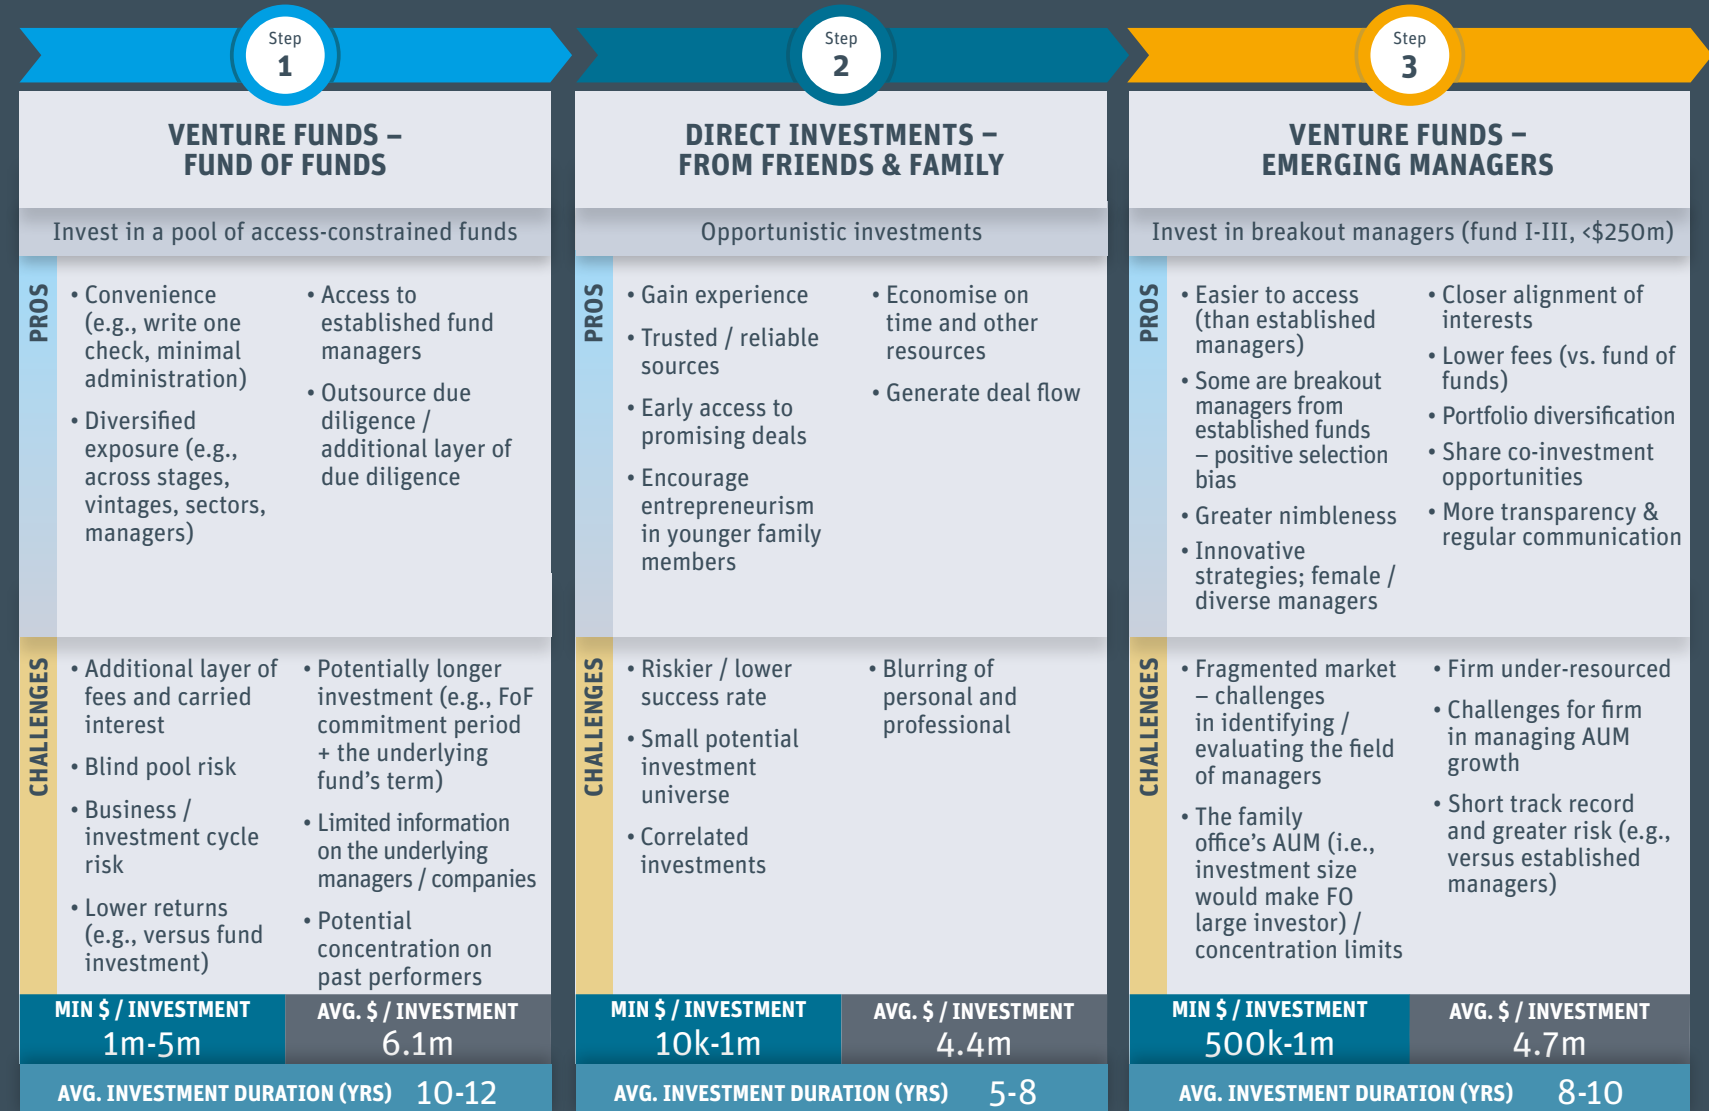 Step
1
VENTURE FUNDS –
FUND OF FUNDS
Invest in a pool of access-constrained funds
PROS
• Convenience
(e.g., write one
check, minimal
administration)
• Diversified
exposure (e.g.,
across stages,
vintages, sectors,
managers)
• Access to
established fund
managers
• Outsource due
diligence /
additional layer of
due diligence
CHALLENGES
• Additional layer of
fees and carried
interest
• Blind pool risk
• Business /
investment cycle
risk
• Lower returns
(e.g., versus fund
investment)
• Potentially longer
investment (e.g., FoF
commitment period
+ the underlying
fund's term)
• Limited information
on the underlying
managers / companies
• Potential
concentration on
past performers
MIN $ / INVESTMENT
1m-5m
AVG. $ / INVESTMENT
6.1m
AVG. INVESTMENT DURATION (YRS) 10-12
Step
2
DIRECT INVESTMENTS –
FROM FRIENDS & FAMILY
Opportunistic investments
PROS
• Gain experience
• Trusted / reliable
sources
• Early access to
promising deals
• Encourage
entrepreneurism
in younger family
members
• Economise on
time and other
resources
• Generate deal flow
CHALLENGES
• Riskier / lower
success rate
• Small potential
investment
universe
• Correlated
investments
• Blurring of
personal and
professional
MIN $ / INVESTMENT
10k-1m
AVG. $ / INVESTMENT
4.4m
AVG. INVESTMENT DURATION (YRS) 5-8
Step
3
VENTURE FUNDS –
EMERGING MANAGERS
Invest in breakout managers (fund I-III, <$250m)
PROS
• Easier to access
(than established
managers)
• Some are breakout
managers from
established funds
– positive selection
bias
• Greater nimbleness
• Innovative
strategies; female /
diverse managers
• Closer alignment of
interests
• Lower fees (vs. fund of
funds)
• Portfolio diversification
• Share co-investment
opportunities
• More transparency &
regular communication
CHALLENGES
• Fragmented market
– challenges
in identifying /
evaluating the field
of managers
• The family
office's AUM (i.e.,
investment size
would make FO
large investor) /
concentration limits
• Firm under-resourced
• Challenges for firm
in managing AUM
growth
• Short track record
and greater risk (e.g.,
versus established
managers)
MIN $ / INVESTMENT
500k-1m
AVG. $ / INVESTMENT
4.7m
AVG. INVESTMENT DURATION (YRS) 8-10